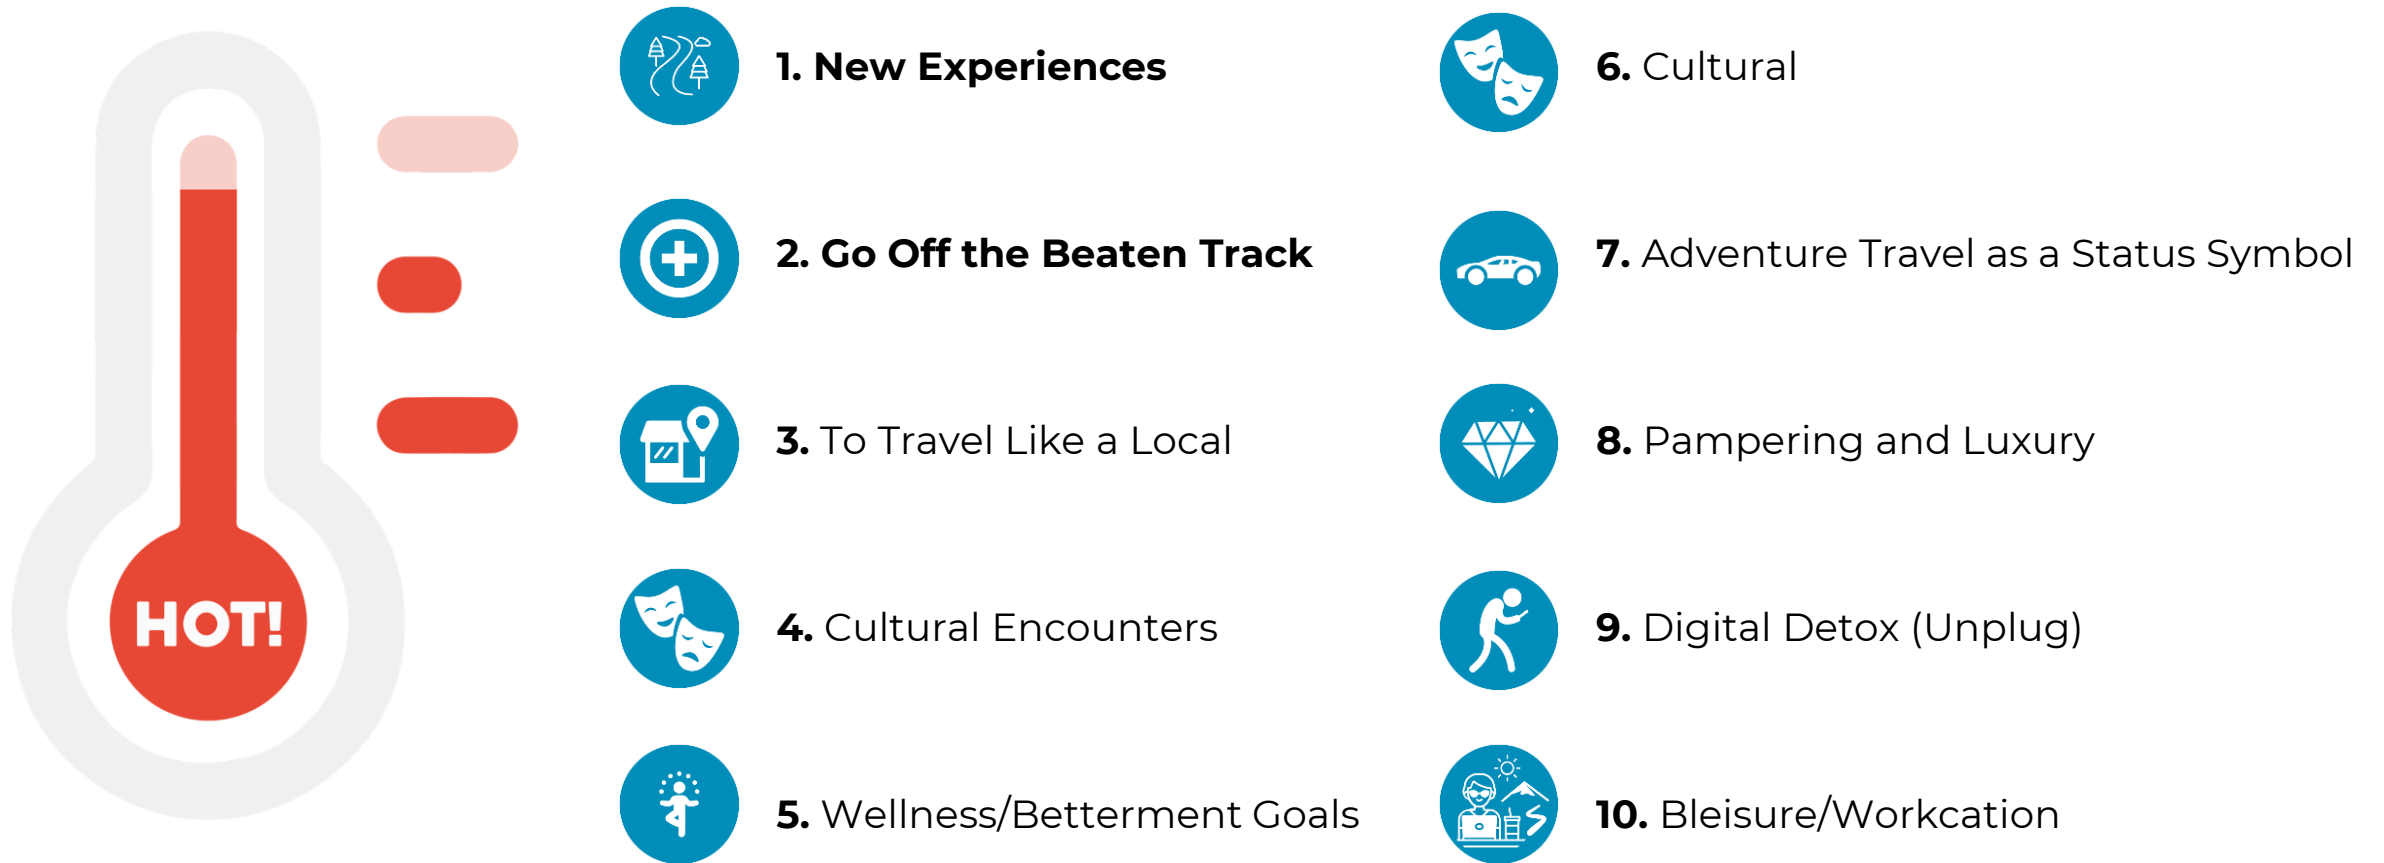 HOT!
1. New Experiences
2. Go Off the Beaten Track
3. To Travel Like a Local
4. Cultural Encounters
5. Wellness/Betterment Goals
6. Cultural
7. Adventure Travel as a Status Symbol
8. Pampering and Luxury
9. Digital Detox (Unplug)
10. Bleisure/Workcation